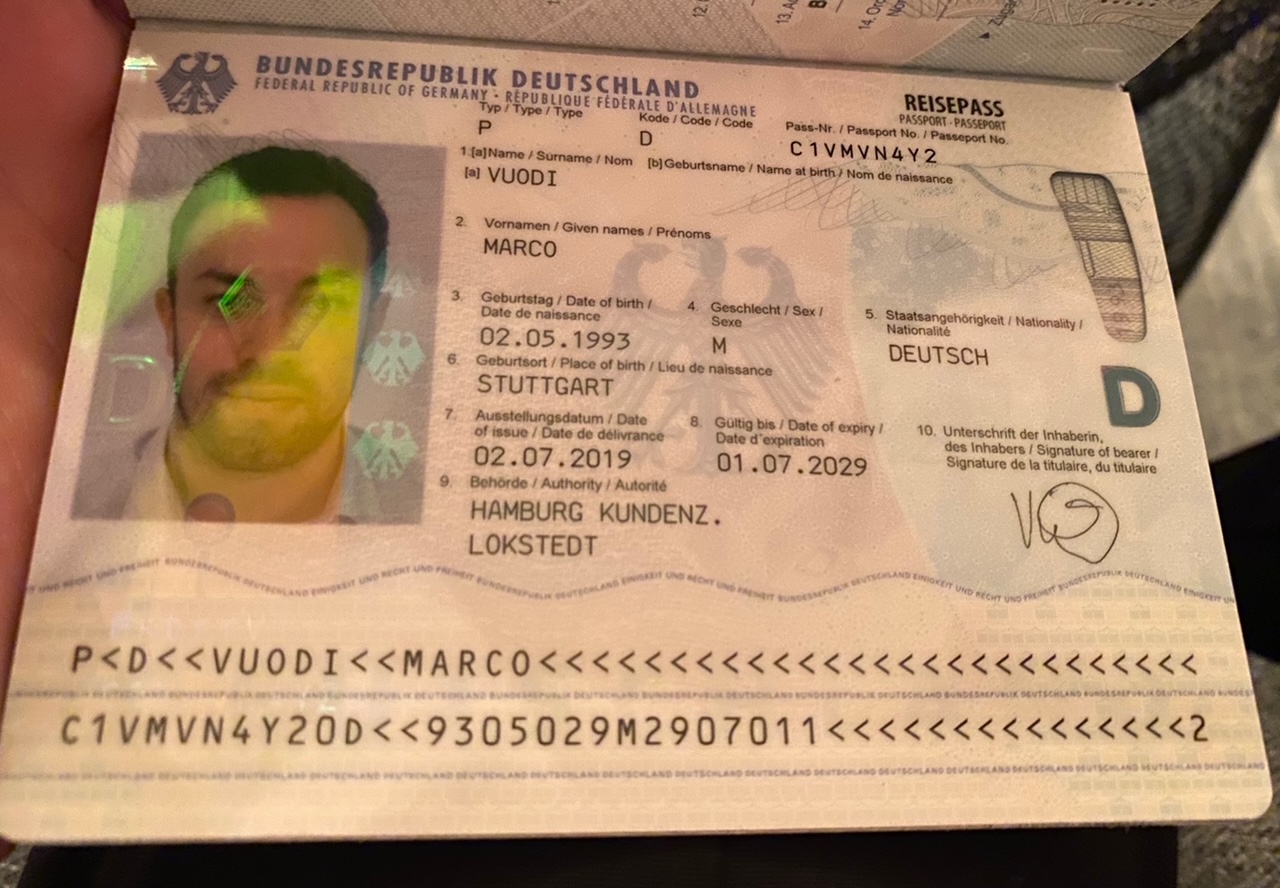 BUNDESREPUBLIK DEUTSCHLAND
FEDERAL REPUBLIC OF GERMANY · RÉPUBLIQUE FÉDÉRALE D'ALLEMAGNE
REISEPASS
PASSPORT · PASSEPORT
Typ / Type / Type
P
Kode / Code / Code
D
Pass-Nr. / Passport No. / Passeport No.
C1VMVN4Y2
1.[a]Name / Surname / Nom [b]Geburtsname / Name at birth / Nom de naissance
[a] VUODI
2. Vornamen / Given names / Prénoms
MARCO
3. Geburtstag / Date of birth /
Date de naissance
02.05.1993
4. Geschlecht / Sex /
Sexe
M
5. Staatsangehörigkeit / Nationality /
Nationalité
DEUTSCH
6. Geburtsort / Place of birth / Lieu de naissance
STUTTGART
D
7. Ausstellungsdatum / Date
of issue / Date de délivrance
02.07.2019
8. Gültig bis / Date of expiry /
Date d'expiration
01.07.2029
9. Behörde / Authority / Autorité
HAMBURG KUNDENZ.
LOKSTEDT
10. Unterschrift der Inhaberin,
des Inhabers / Signature of bearer /
Signature de la titulaire, du titulaire
P<D<<VUODI<<MARCO<<<<<<<<<<<<<<<<<<<<<<<<<<<
C1VMVN4Y20D<<9305029M2907011<<<<<<<<<<<<<<<2